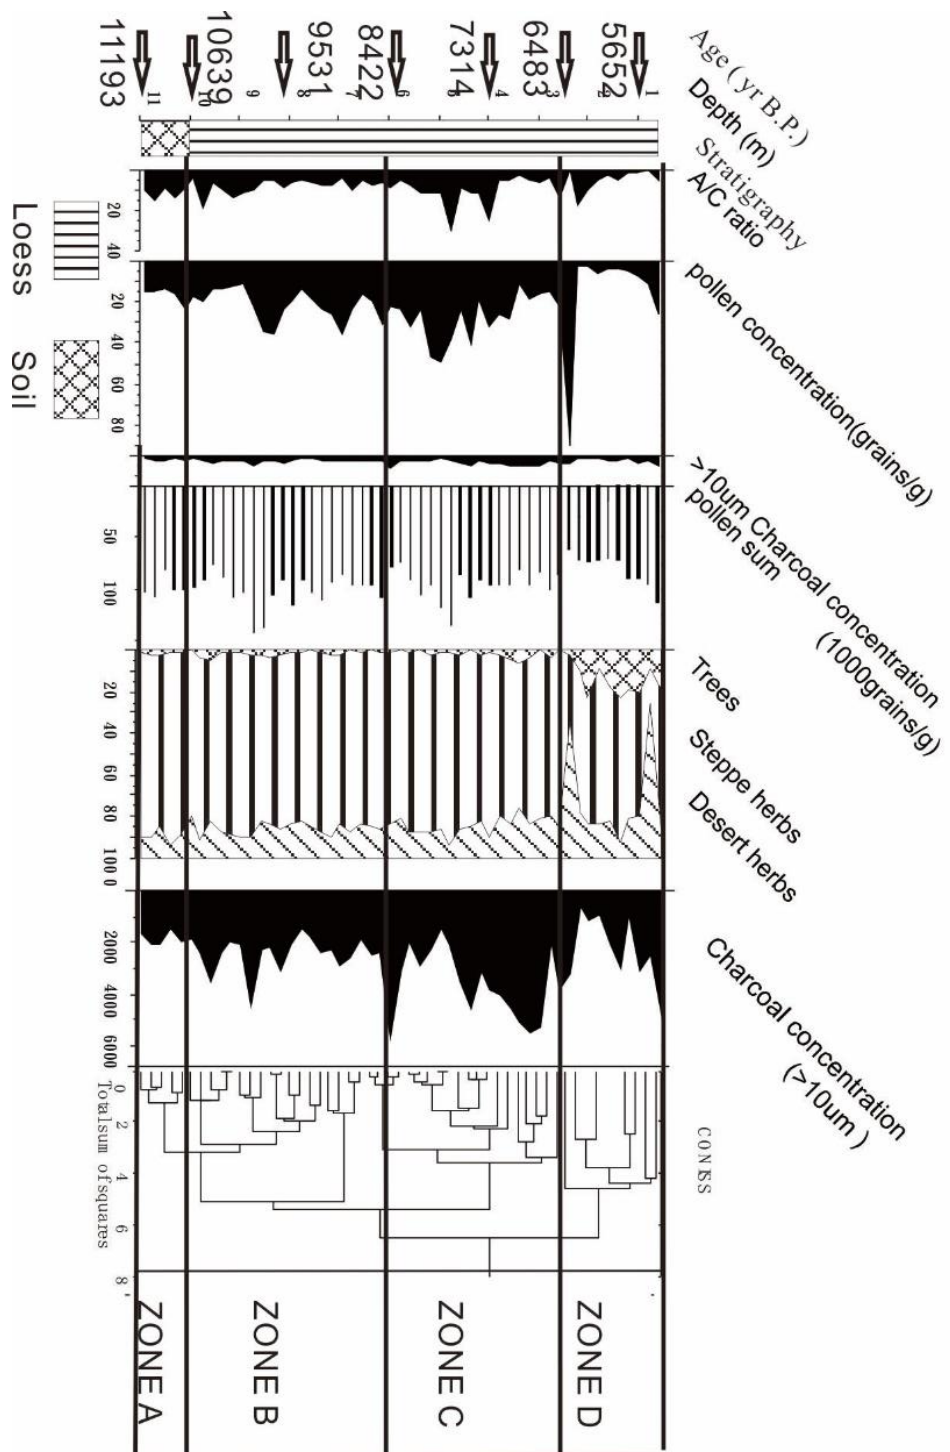 Age (yr B.P.)
Depth (m)
Stratigraphy
A/C ratio
pollen concentration(grains/g)
>10um Charcoal concentration
(1000grains/g)
pollen sum
Trees
Steppe herbs
Desert herbs
Charcoal concentration
(>10um )
CONISS
5652
6483
7314
8422
9531
10639
11193
1
2
3
4
5
6
7
8
9
10
11
20
40
20
40
60
80
50
100
20
40
60
80
100
0
2000
4000
6000
0
2
4
6
8
Total sum of squares
ZONE D
ZONE C
ZONE B
ZONE A
Loess
Soil